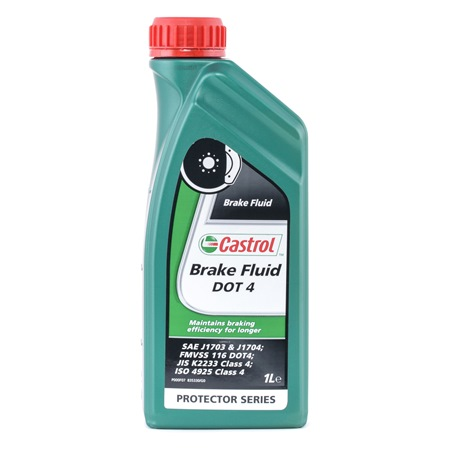 Brake Fluid
Castrol
Brake Fluid
DOT 4
Maintains braking
efficiency for longer
SAE J1703 & J1704;
FMVSS 116 DOT4;
JIS K2233 Class 4;
ISO 4925 Class 4
1L℮
PROTECTOR SERIES